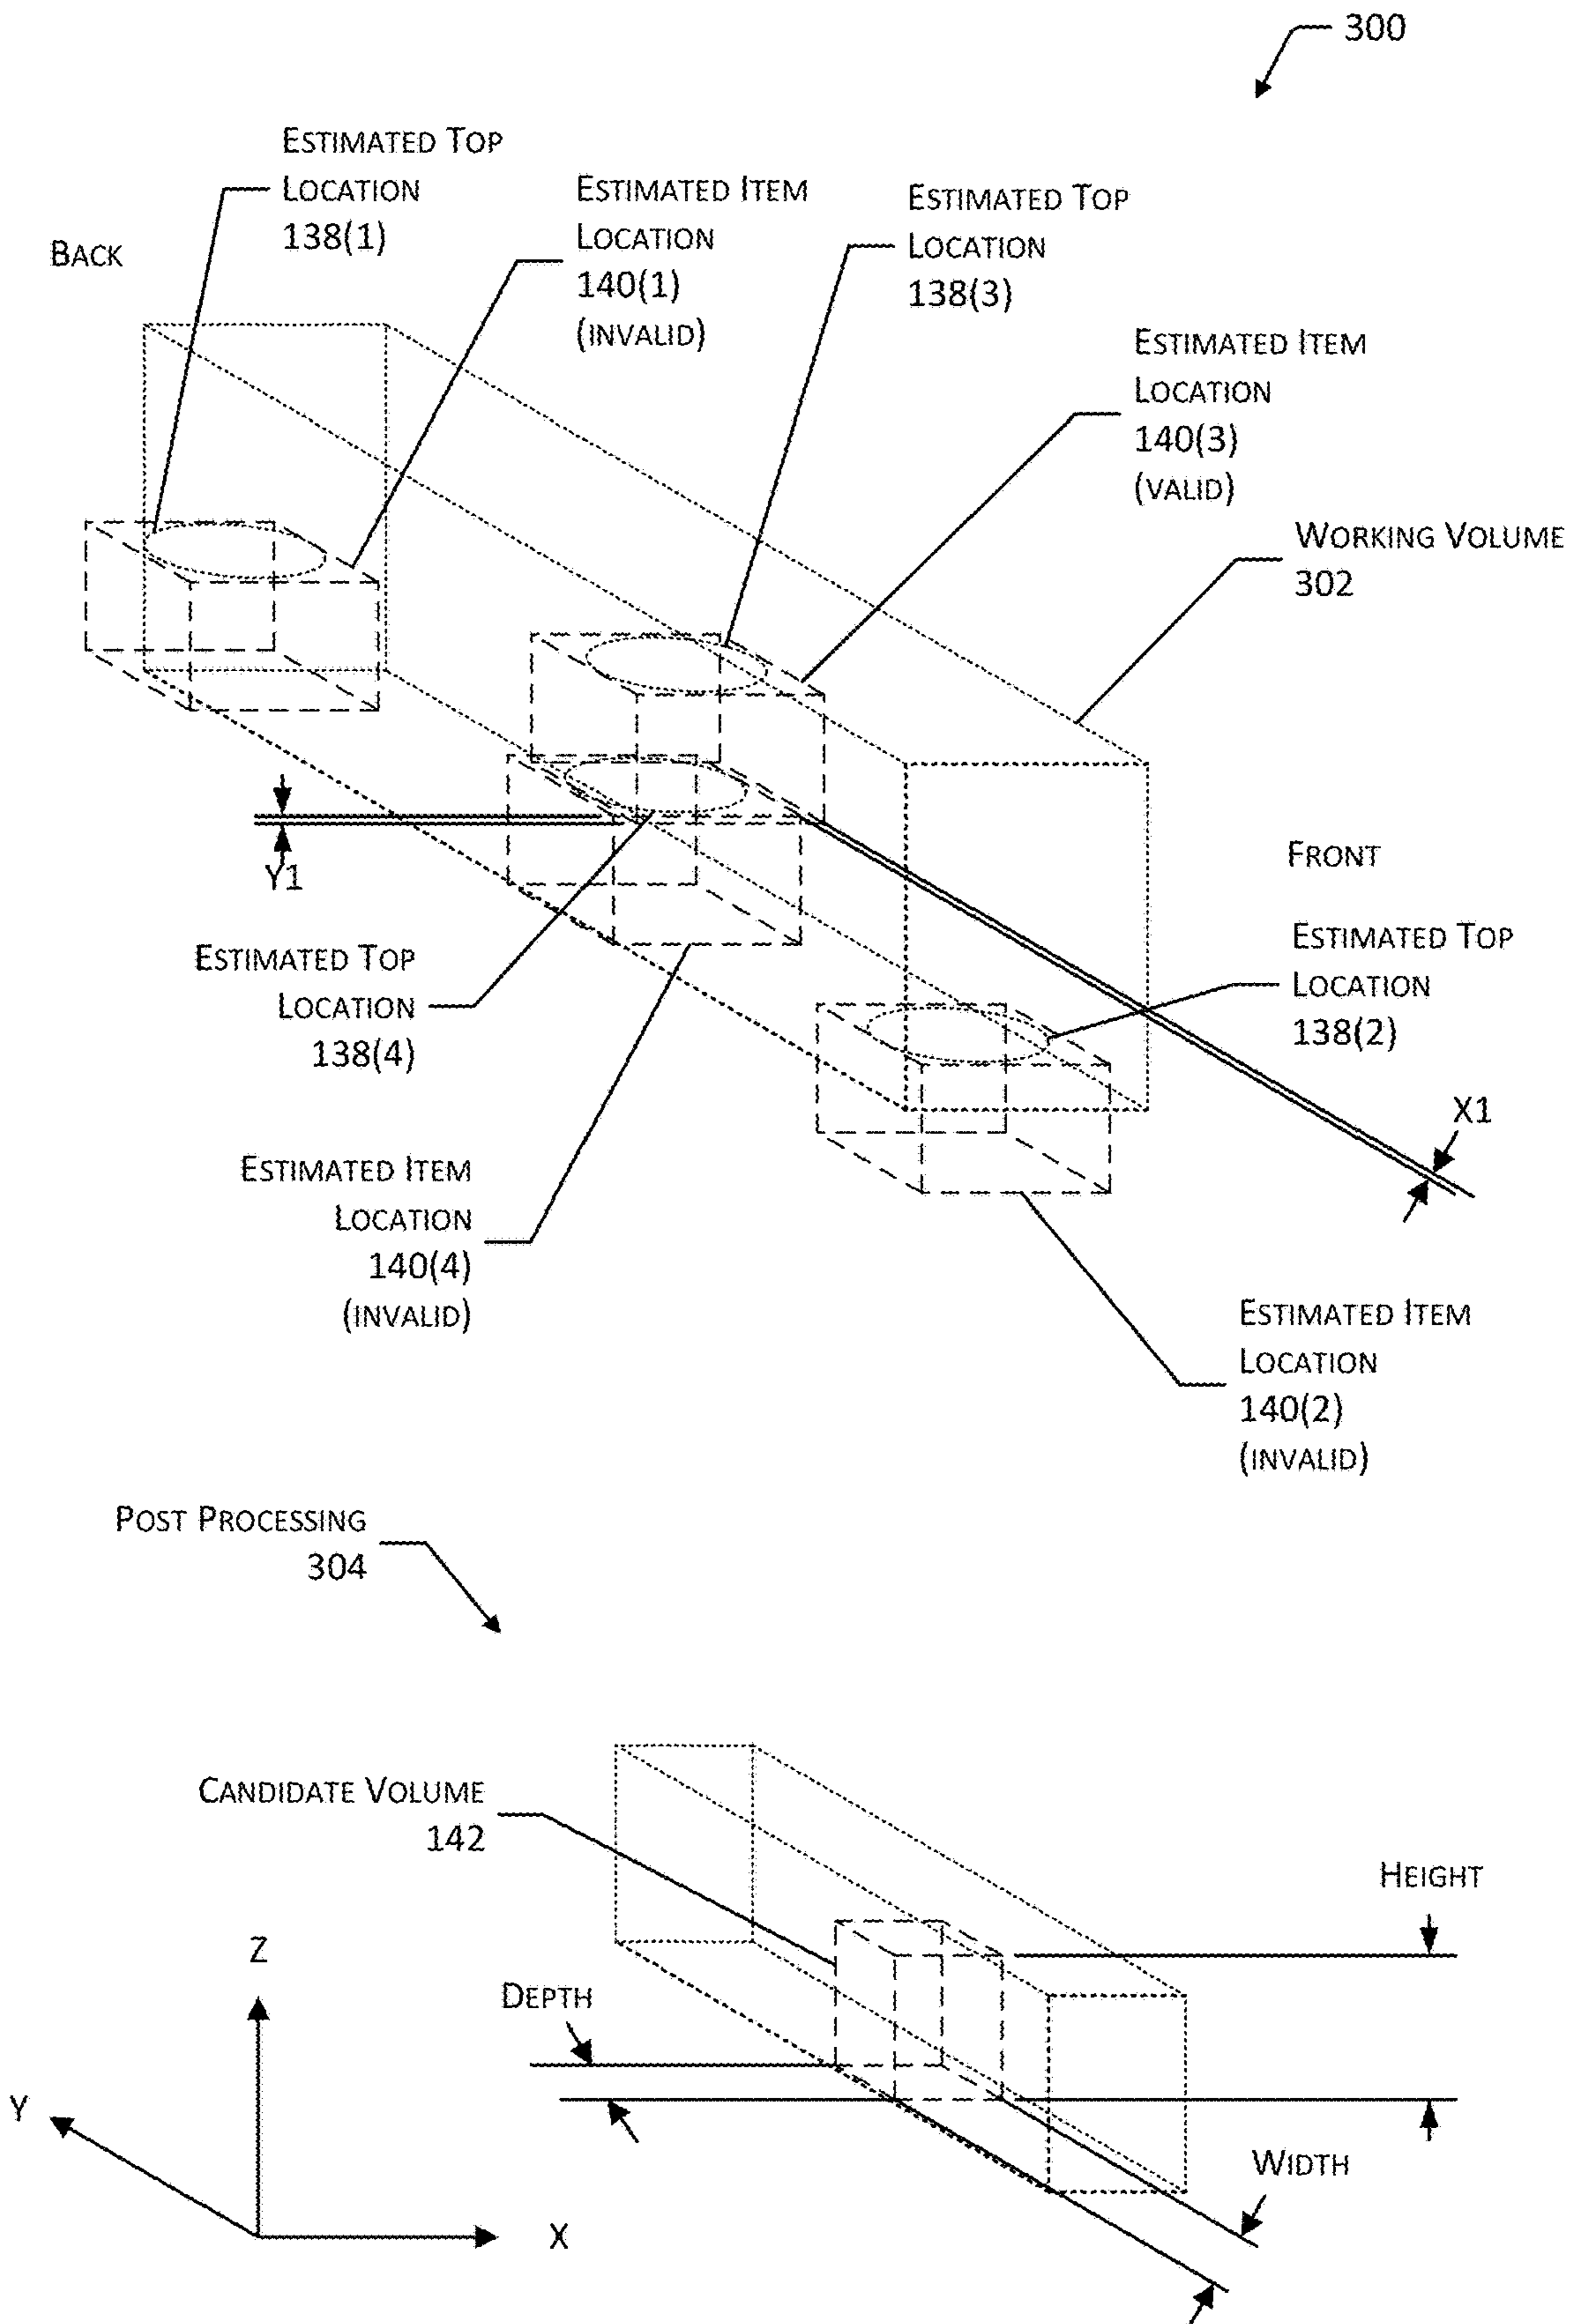 300
ESTIMATED TOP
LOCATION
138(1)
ESTIMATED ITEM
LOCATION
140(1)
(INVALID)
ESTIMATED TOP
LOCATION
138(3)
BACK
ESTIMATED ITEM
LOCATION
140(3)
(VALID)
WORKING VOLUME
302
Y1
FRONT
ESTIMATED TOP
LOCATION
138(4)
ESTIMATED TOP
LOCATION
138(2)
X1
ESTIMATED ITEM
LOCATION
140(4)
(INVALID)
ESTIMATED ITEM
LOCATION
140(2)
(INVALID)
POST PROCESSING
304
CANDIDATE VOLUME
142
HEIGHT
Z
DEPTH
Y
WIDTH
X